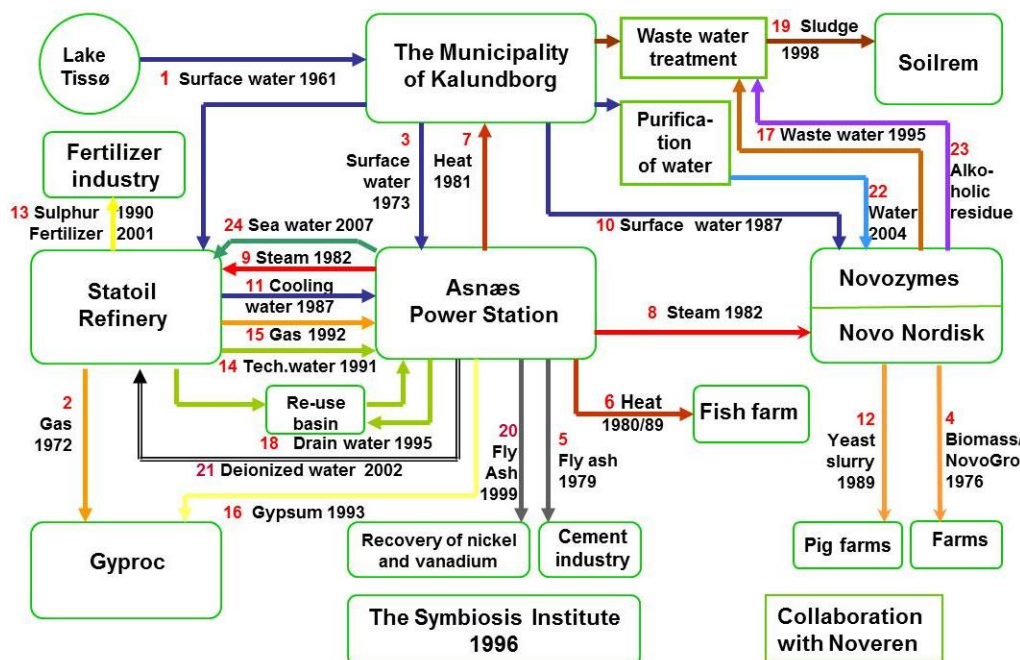 Lake
Tissø
1 Surface water 1961
The Municipality
of Kalundborg
Waste water
treatment
19 Sludge
1998
Soilrem
Purifica-
tion
of water
17 Waste water 1995
23
Alko-
holic
residue
Fertilizer
industry
13 Sulphur 1990
Fertilizer 2001
3
Surface
water
1973
7
Heat
1981
22
Water
2004
10 Surface water 1987
24 Sea water 2007
9 Steam 1982
11 Cooling
water 1987
15 Gas 1992
14 Tech.water 1991
Statoil
Refinery
Asnæs
Power Station
8 Steam 1982
Novozymes
Novo Nordisk
2
Gas
1972
Re-use
basin
18 Drain water 1995
21 Deionized water 2002
16 Gypsum 1993
20
Fly
Ash
1999
5
Fly ash
1979
6 Heat
1980/89
Fish farm
12
Yeast
slurry
1989
4
Biomass/
NovoGro
1976
Gyproc
Recovery of nickel
and vanadium
Cement
industry
Pig farms
Farms
The Symbiosis Institute
1996
Collaboration
with Noveren